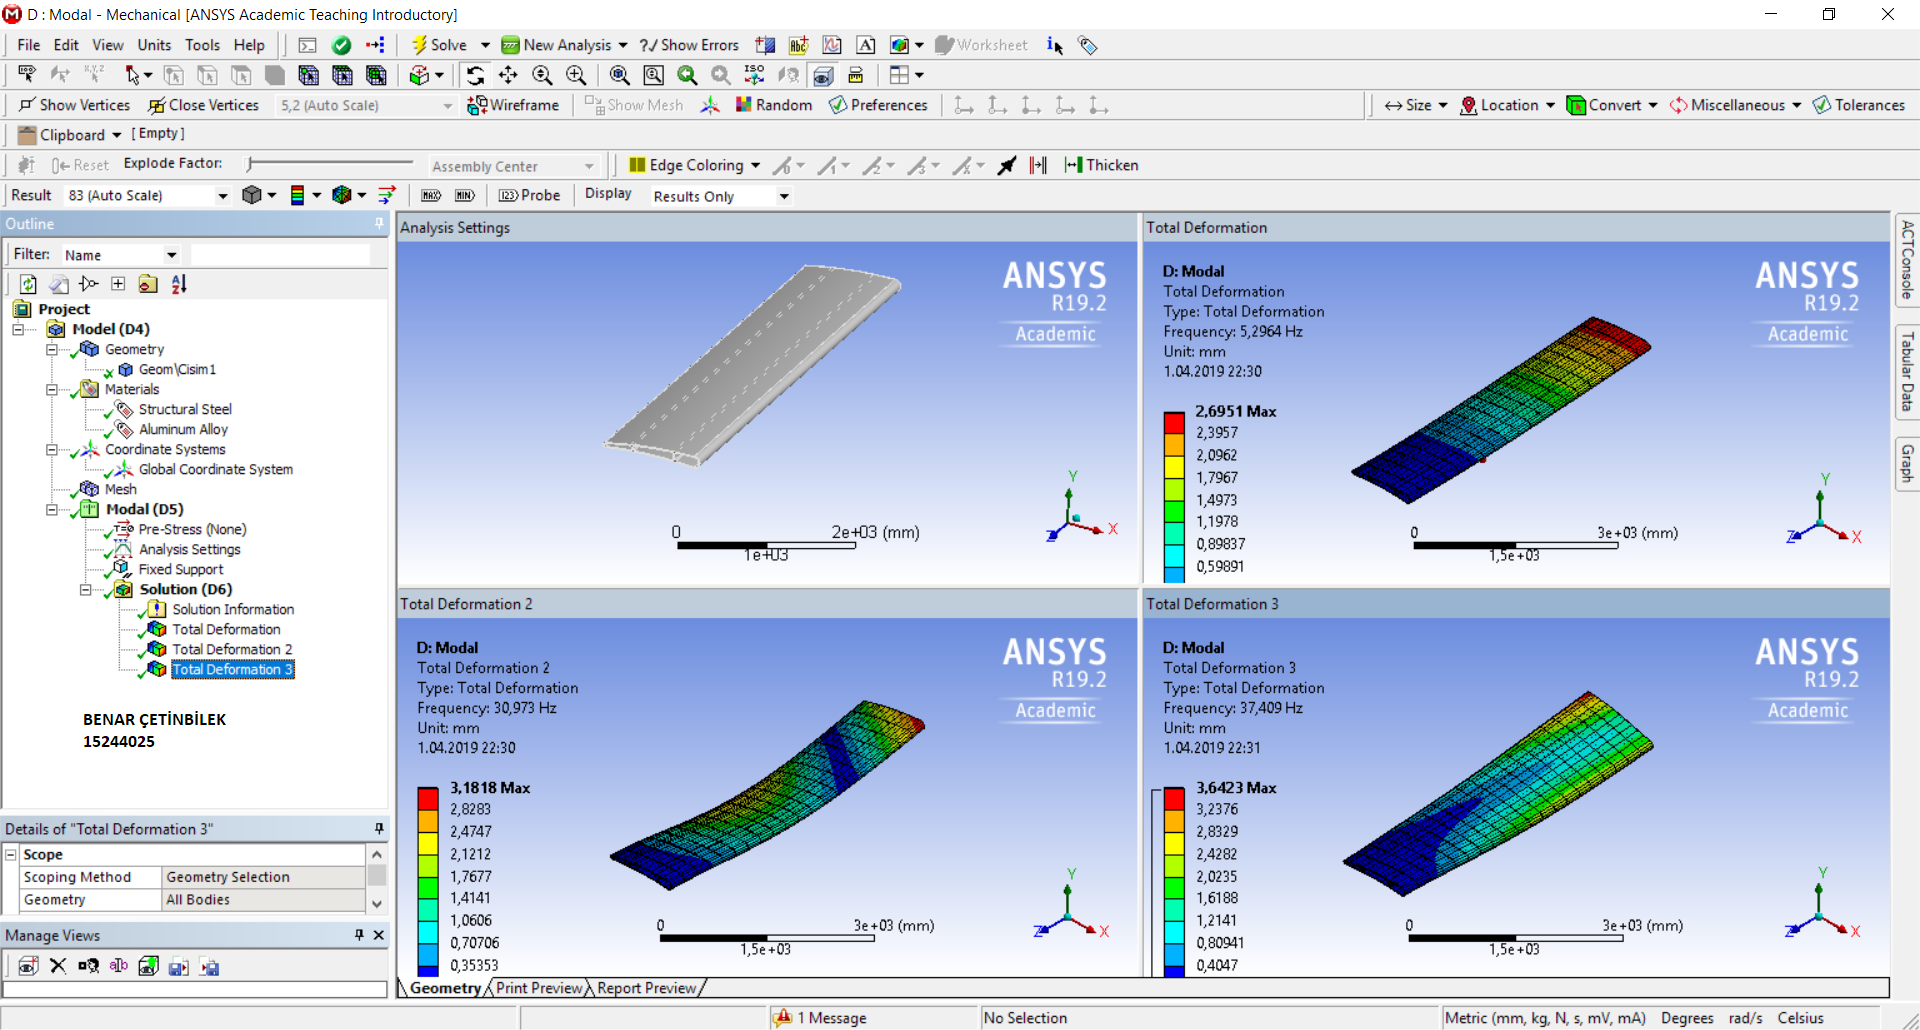 D : Modal - Mechanical [ANSYS Academic Teaching Introductory]
File Edit View Units Tools Help Solve New Analysis ?/ Show Errors Worksheet
Show Vertices Close Vertices 5,2 (Auto Scale) Wireframe Show Mesh Random Preferences Size Location Convert Miscellaneous Tolerances
Clipboard [ Empty ]
Reset Explode Factor: Assembly Center Edge Coloring Thicken
Result 83 (Auto Scale) MAX MIN Probe Display Results Only
Outline
Filter: Name
Project
Model (D4)
Geometry
Geom\Cisim1
Materials
Structural Steel
Aluminum Alloy
Coordinate Systems
Global Coordinate System
Mesh
Modal (D5)
Pre-Stress (None)
Analysis Settings
Fixed Support
Solution (D6)
Solution Information
Total Deformation
Total Deformation 2
Total Deformation 3
BENAR ÇETİNBİLEK
15244025
Details of "Total Deformation 3"
Scope
Scoping Method Geometry Selection
Geometry All Bodies
Manage Views
Analysis Settings
ANSYS
R19.2
Academic
Y
X
Z
0 2e+03 (mm)
1e+03
Total Deformation
D: Modal
Total Deformation
Type: Total Deformation
Frequency: 5,2964 Hz
Unit: mm
1.04.2019 22:30
2,6951 Max
2,3957
2,0962
1,7967
1,4973
1,1978
0,89837
0,59891
ANSYS
R19.2
Academic
Y
Z X
0 3e+03 (mm)
1,5e+03
Total Deformation 2
D: Modal
Total Deformation 2
Type: Total Deformation
Frequency: 30,973 Hz
Unit: mm
1.04.2019 22:30
3,1818 Max
2,8283
2,4747
2,1212
1,7677
1,4141
1,0606
0,70706
0,35353
ANSYS
R19.2
Academic
Y
Z X
0 3e+03 (mm)
1,5e+03
Total Deformation 3
D: Modal
Total Deformation 3
Type: Total Deformation
Frequency: 37,409 Hz
Unit: mm
1.04.2019 22:31
3,6423 Max
3,2376
2,8329
2,4282
2,0235
1,6188
1,2141
0,80941
0,4047
ANSYS
R19.2
Academic
Y
Z X
0 3e+03 (mm)
1,5e+03
ACTConsole
Tabular Data
Graph
Geometry Print Preview Report Preview
1 Message No Selection Metric (mm, kg, N, s, mV, mA) Degrees rad/s Celsius